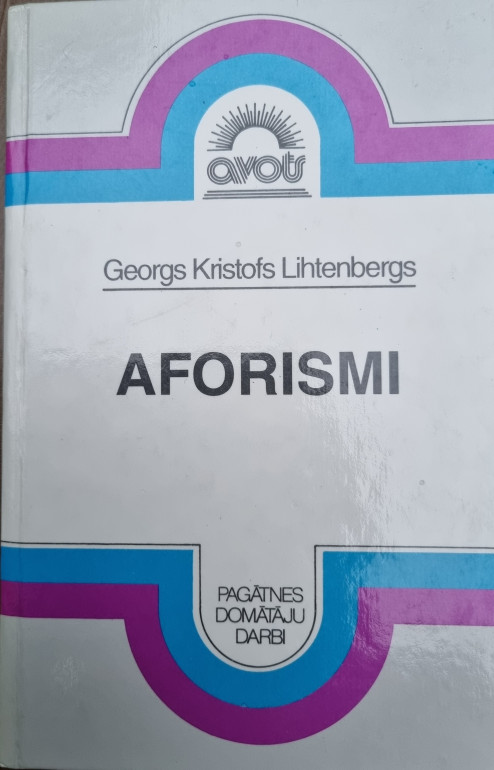 avots
Georgs Kristofs Lihtenbergs
AFORISMI
PAGĀTNES
DOMĀTĀJU
DARBI